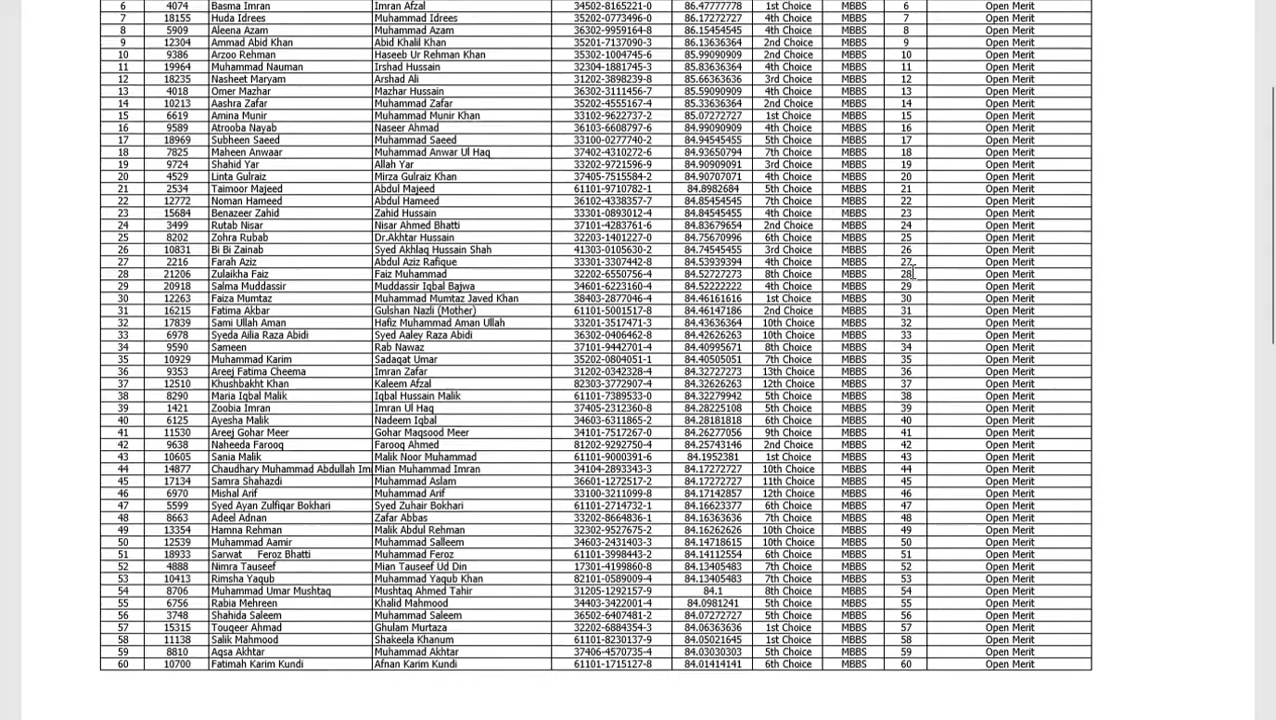 6 4074 Basma Imran Imran Afzal 34502-8165221-0 86.47777778 1st Choice MBBS 6 Open Merit
7 18155 Huda Idrees Muhammad Idrees 35202-0773496-0 86.17272727 4th Choice MBBS 7 Open Merit
8 5909 Aleena Azam Muhammad Azam 36302-9959164-8 86.15454545 4th Choice MBBS 8 Open Merit
9 12304 Ammad Abid Khan Abid Khalil Khan 35201-7137090-3 86.13636364 2nd Choice MBBS 9 Open Merit
10 9386 Arzoo Rehman Haseeb Ur Rehman Khan 35302-1004745-6 85.99090909 2nd Choice MBBS 10 Open Merit
11 19964 Muhammad Nauman Irshad Hussain 32304-1881745-3 85.83636364 4th Choice MBBS 11 Open Merit
12 18235 Nasheet Maryam Arshad Ali 31202-3898239-8 85.66363636 3rd Choice MBBS 12 Open Merit
13 4018 Omer Mazhar Mazhar Hussain 36302-3111456-7 85.59090909 4th Choice MBBS 13 Open Merit
14 10213 Aashra Zafar Muhammad Zafar 35202-4555167-4 85.33636364 2nd Choice MBBS 14 Open Merit
15 6619 Amina Munir Muhammad Munir Khan 33102-9622737-2 85.07272727 1st Choice MBBS 15 Open Merit
16 9589 Atrooba Nayab Naseer Ahmad 36103-6608797-6 84.99090909 4th Choice MBBS 16 Open Merit
17 18969 Subheen Saeed Muhammad Saeed 33100-0277740-2 84.94545455 5th Choice MBBS 17 Open Merit
18 7825 Maheen Anwaar Muhammad Anwar Ul Haq 37402-4310272-6 84.93650794 7th Choice MBBS 18 Open Merit
19 9724 Shahid Yar Allah Yar 33202-9721596-9 84.90909091 3rd Choice MBBS 19 Open Merit
20 4529 Linta Gulraiz Mirza Gulraiz Khan 37405-7515584-2 84.90707071 4th Choice MBBS 20 Open Merit
21 2534 Taimoor Majeed Abdul Majeed 61101-9710782-1 84.8982684 5th Choice MBBS 21 Open Merit
22 12772 Noman Hameed Abdul Hameed 36102-4338357-7 84.85454545 7th Choice MBBS 22 Open Merit
23 15684 Benazeer Zahid Zahid Hussain 33301-0893012-4 84.84545455 4th Choice MBBS 23 Open Merit
24 3499 Rutab Nisar Nisar Ahmed Bhatti 37101-4283761-6 84.83679654 2nd Choice MBBS 24 Open Merit
25 8202 Zohra Rubab Dr.Akhtar Hussain 32203-1401227-0 84.75670996 6th Choice MBBS 25 Open Merit
26 10831 Bi Bi Zainab Syed Akhlaq Hussain Shah 41303-0105630-2 84.74545455 3rd Choice MBBS 26 Open Merit
27 2216 Farah Aziz Abdul Aziz Rafique 33301-3307442-8 84.53939394 4th Choice MBBS 27 Open Merit
28 21206 Zulaikha Faiz Faiz Muhammad 32202-6550756-4 84.52727273 8th Choice MBBS 28 Open Merit
29 20918 Salma Muddassir Muddassir Iqbal Bajwa 34601-6223160-4 84.52222222 4th Choice MBBS 29 Open Merit
30 12263 Faiza Mumtaz Muhammad Mumtaz Javed Khan 38403-2877046-4 84.46161616 1st Choice MBBS 30 Open Merit
31 16215 Fatima Akbar Gulshan Nazli (Mother) 61101-5001517-8 84.46147186 2nd Choice MBBS 31 Open Merit
32 17839 Sami Ullah Aman Hafiz Muhammad Aman Ullah 33201-3517471-3 84.43636364 10th Choice MBBS 32 Open Merit
33 6978 Syeda Ailia Raza Abidi Syed Aaley Raza Abidi 36302-0406462-8 84.42626263 10th Choice MBBS 33 Open Merit
34 9590 Sameen Rab Nawaz 37101-9442701-4 84.40995671 8th Choice MBBS 34 Open Merit
35 10929 Muhammad Karim Sadaqat Umar 35202-0804051-1 84.40505051 7th Choice MBBS 35 Open Merit
36 9353 Areej Fatima Cheema Imran Zafar 31202-0342328-4 84.32727273 13th Choice MBBS 36 Open Merit
37 12510 Khushbakht Khan Kaleem Afzal 82303-3772907-4 84.32626263 12th Choice MBBS 37 Open Merit
38 8290 Maria Iqbal Malik Iqbal Hussain Malik 61101-7389533-0 84.32279942 5th Choice MBBS 38 Open Merit
39 1421 Zoobia Imran Imran Ul Haq 37405-2312360-8 84.28225108 5th Choice MBBS 39 Open Merit
40 6125 Ayesha Malik Nadeem Iqbal 34603-6311865-2 84.28181818 6th Choice MBBS 40 Open Merit
41 11530 Areej Gohar Meer Gohar Maqsood Meer 34101-7517267-0 84.26277056 9th Choice MBBS 41 Open Merit
42 9638 Naheeda Farooq Farooq Ahmed 81202-9292750-4 84.25743146 2nd Choice MBBS 42 Open Merit
43 10605 Sania Malik Malik Noor Muhammad 61101-9000391-6 84.1952381 1st Choice MBBS 43 Open Merit
44 14877 Chaudhary Muhammad Abdullah Im Mian Muhammad Imran 34104-2893343-3 84.17272727 10th Choice MBBS 44 Open Merit
45 17134 Samra Shahazdi Muhammad Aslam 36601-1272517-2 84.17272727 11th Choice MBBS 45 Open Merit
46 6970 Mishal Arif Muhammad Arif 33100-3211099-8 84.17142857 12th Choice MBBS 46 Open Merit
47 5599 Syed Ayan Zulfiqar Bokhari Syed Zuhair Bokhari 61101-2714732-1 84.16623377 6th Choice MBBS 47 Open Merit
48 8663 Adeel Adnan Zafar Abbas 33202-8664836-1 84.16363636 7th Choice MBBS 48 Open Merit
49 13354 Hamna Rehman Malik Abdul Rehman 32302-9527675-2 84.16262626 10th Choice MBBS 49 Open Merit
50 12539 Muhammad Aamir Muhammad Salleem 34603-2431403-3 84.14718615 10th Choice MBBS 50 Open Merit
51 18933 Sarwat Feroz Bhatti Muhammad Feroz 61101-3998443-2 84.14112554 6th Choice MBBS 51 Open Merit
52 4888 Nimra Tauseef Mian Tauseef Ud Din 17301-4199860-8 84.13405483 7th Choice MBBS 52 Open Merit
53 10413 Rimsha Yaqub Muhammad Yaqub Khan 82101-0589009-4 84.13405483 7th Choice MBBS 53 Open Merit
54 8706 Muhammad Umar Mushtaq Mushtaq Ahmed Tahir 31205-1292157-9 84.1 8th Choice MBBS 54 Open Merit
55 6756 Rabia Mehreen Khalid Mahmood 34403-3422001-4 84.0981241 5th Choice MBBS 55 Open Merit
56 3748 Shahida Saleem Muhammad Saleem 36502-6407481-2 84.07272727 5th Choice MBBS 56 Open Merit
57 15315 Touqeer Ahmad Ghulam Murtaza 32202-6884354-3 84.06363636 1st Choice MBBS 57 Open Merit
58 11138 Salik Mahmood Shakeela Khanum 61101-8230137-9 84.05021645 1st Choice MBBS 58 Open Merit
59 8810 Aqsa Akhtar Muhammad Akhtar 37406-4570735-4 84.03030303 5th Choice MBBS 59 Open Merit
60 10700 Fatimah Karim Kundi Afnan Karim Kundi 61101-1715127-8 84.01414141 6th Choice MBBS 60 Open Merit